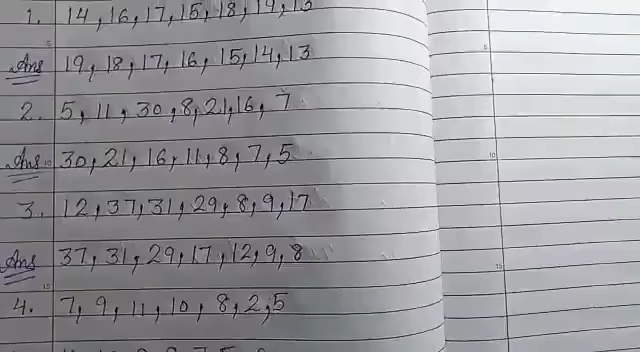 1. 14, 16, 17, 15, 18, 19, 13
Ans 19, 18, 17, 16, 15, 14, 13
2. 5, 11, 30, 8, 21, 16, 7
Ans 30, 21, 16, 11, 8, 7, 5
3. 12, 37, 31, 29, 8, 9, 17
Ans 37, 31, 29, 17, 12, 9, 8
4. 7, 9, 11, 10, 8, 2, 5